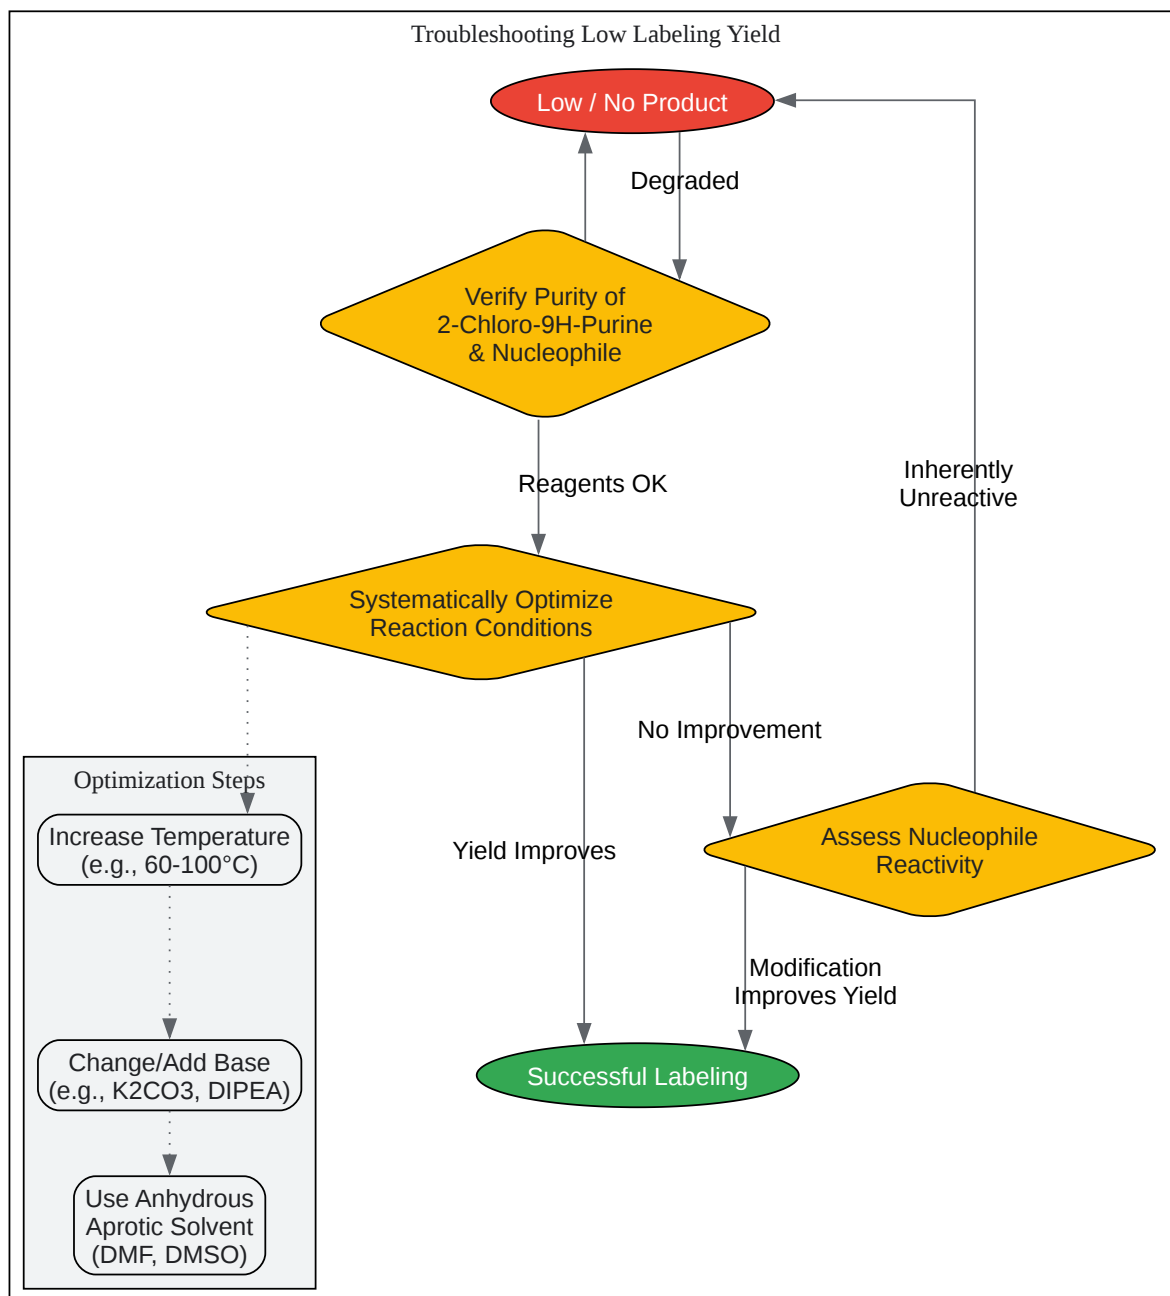 Troubleshooting Low Labeling Yield
Low / No Product
Degraded
Verify Purity of
2-Chloro-9H-Purine
& Nucleophile
Reagents OK
Inherently
Unreactive
Systematically Optimize
Reaction Conditions
No Improvement
Optimization Steps
Increase Temperature
(e.g., 60-100°C)
Yield Improves
Assess Nucleophile
Reactivity
Modification
Improves Yield
Change/Add Base
(e.g., K2CO3, DIPEA)
Successful Labeling
Use Anhydrous
Aprotic Solvent
(DMF, DMSO)